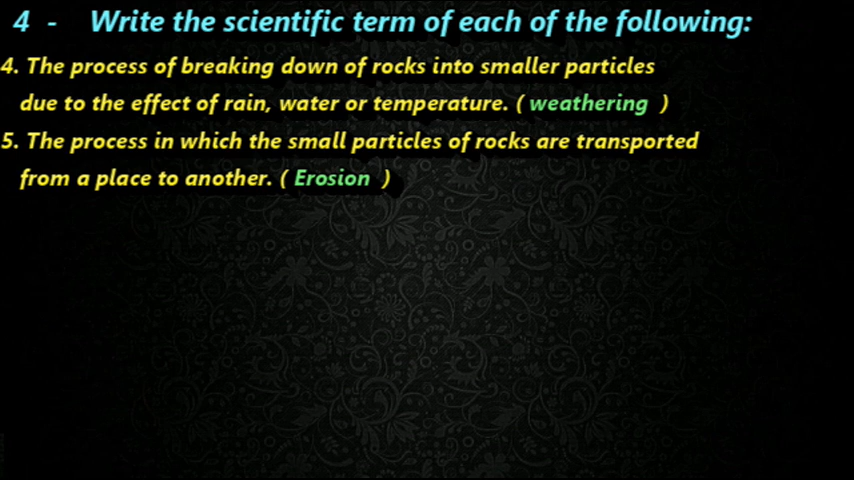 4 - Write the scientific term of each of the following:
4. The process of breaking down of rocks into smaller particles
due to the effect of rain, water or temperature. ( weathering )
5. The process in which the small particles of rocks are transported
from a place to another. ( Erosion )